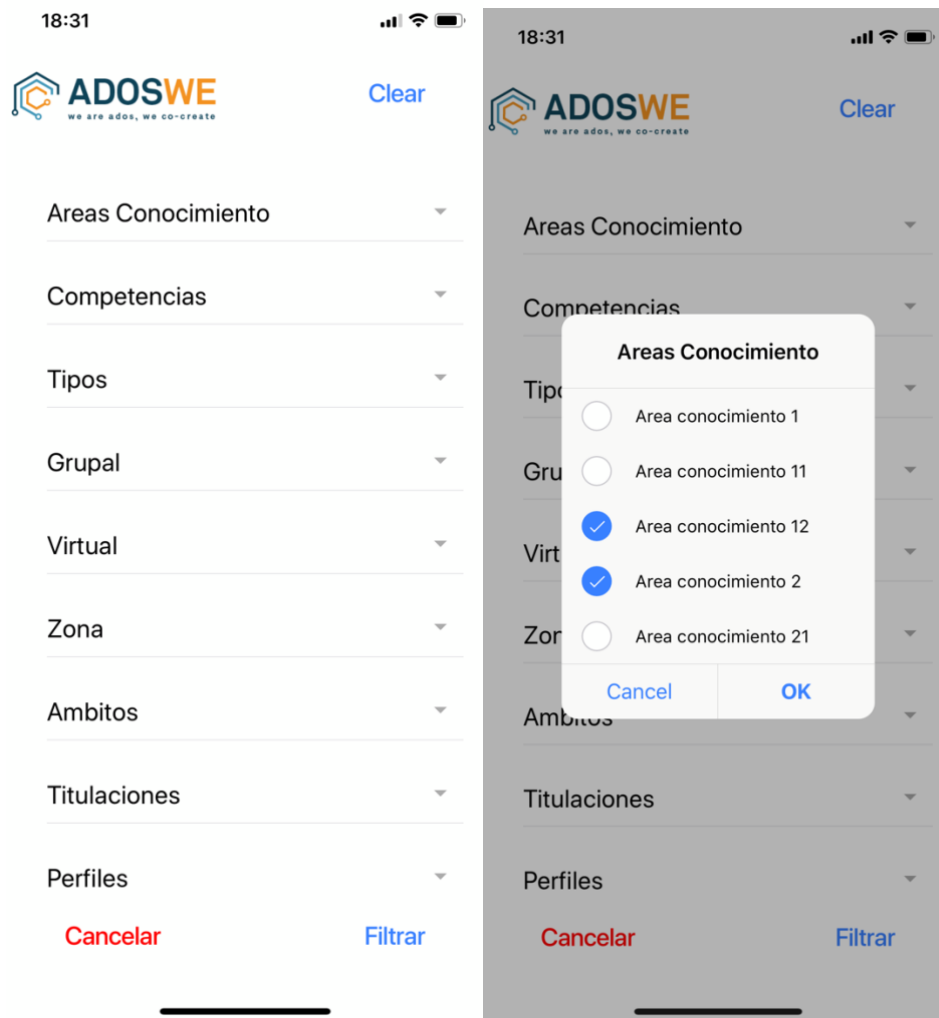 18:31
ADOSWE
we are ados, we co-create
Clear
Areas Conocimiento
Competencias
Tipos
Grupal
Virtual
Zona
Ambitos
Titulaciones
Perfiles
Cancelar
Filtrar
18:31
ADOSWE
we are ados, we co-create
Clear
Areas Conocimiento
Competencias
Tipo
Gru
Virt
Zor
Ambitos
Titulaciones
Perfiles
Cancelar
Filtrar
Areas Conocimiento
Area conocimiento 1
Area conocimiento 11
Area conocimiento 12
Area conocimiento 2
Area conocimiento 21
Cancel
OK